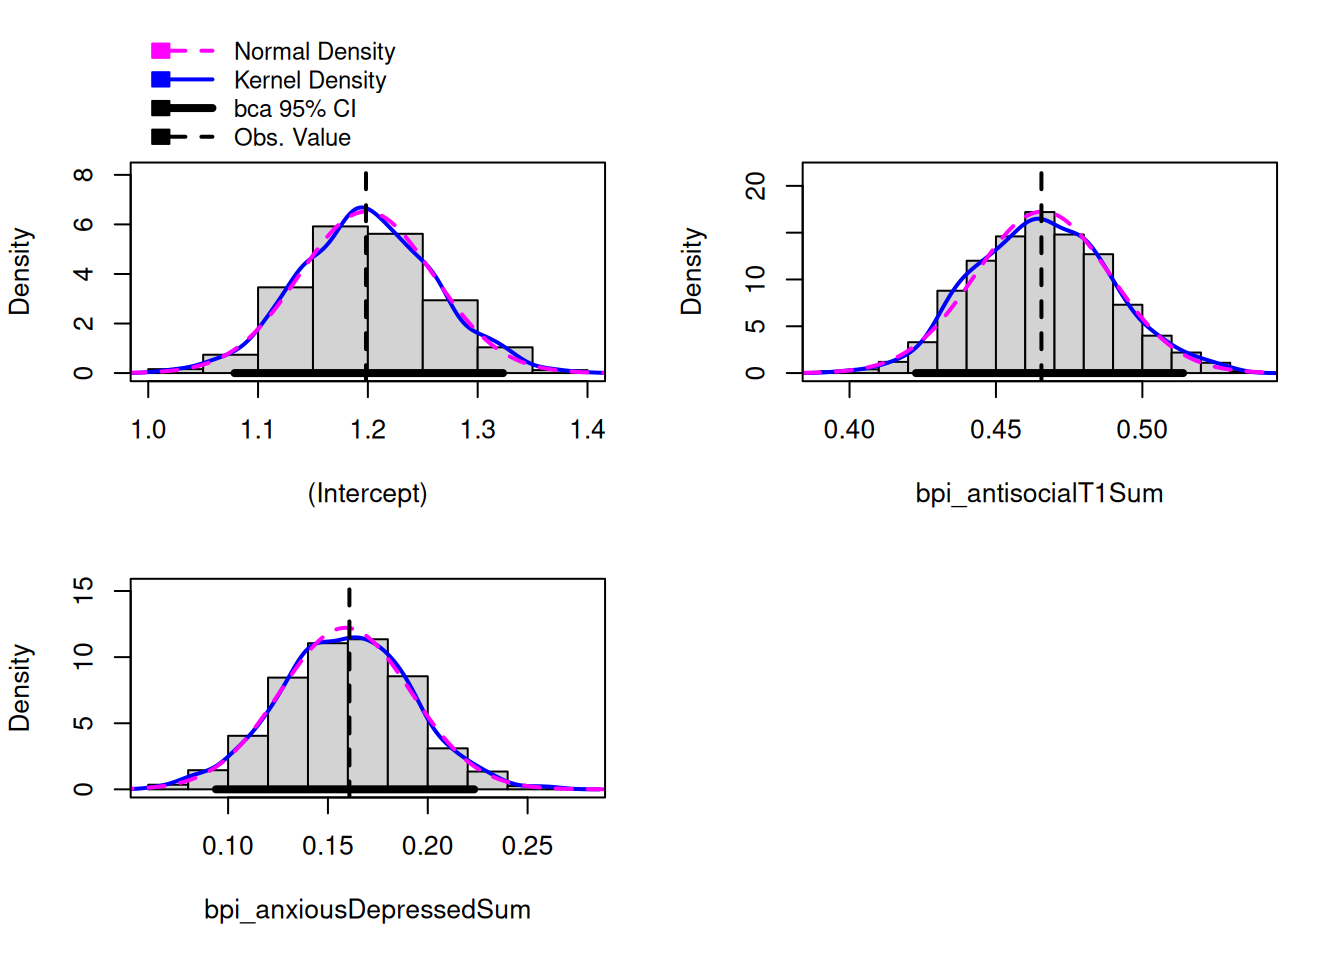 Normal Density
Kernel Density
bca 95% CI
Obs. Value
Density
8
6
4
2
0
1.0 1.1 1.2 1.3 1.4
(Intercept)
Density
20
10
5
0
0.40 0.45 0.50
bpi_antisocialT1Sum
Density
15
10
5
0
0.10 0.15 0.20 0.25
bpi_anxiousDepressedSum